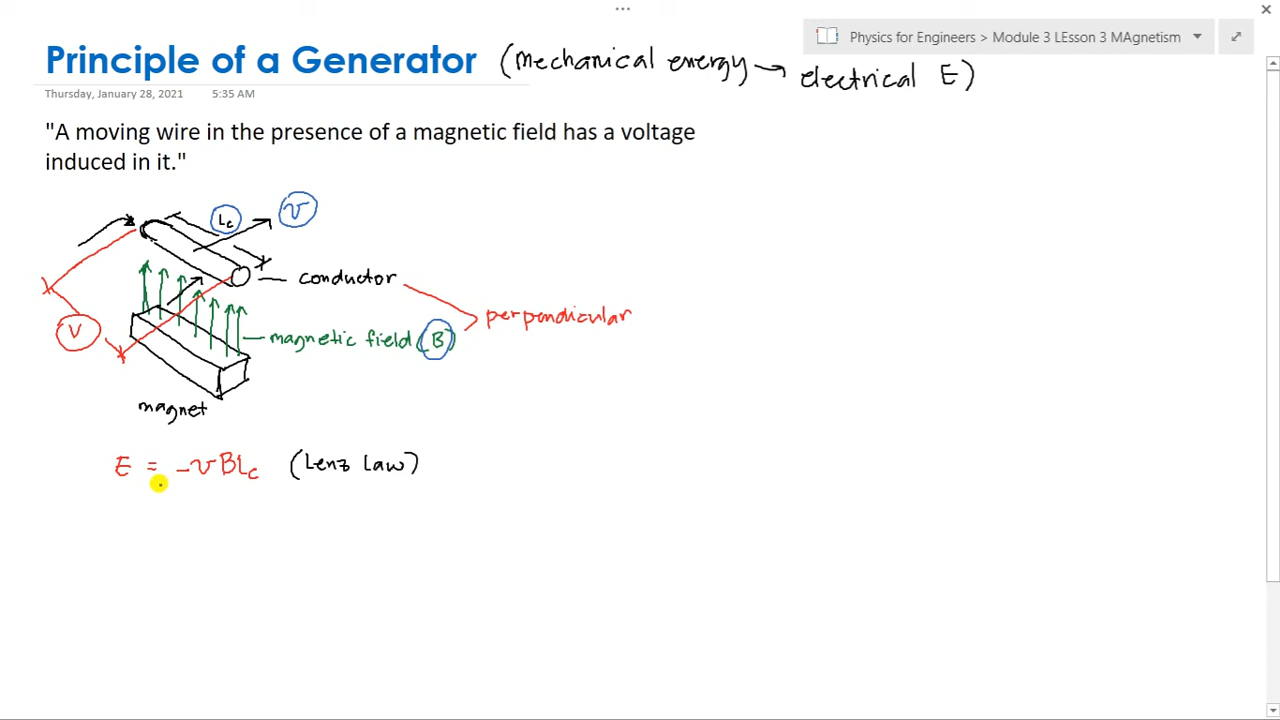 Physics for Engineers > Module 3 LEsson 3 MAgnetism
Principle of a Generator (mechanical energy → electrical E)
Thursday, January 28, 2021 5:35 AM
"A moving wire in the presence of a magnetic field has a voltage
induced in it."
Lc
v
conductor
perpendicular
V
magnetic field (B)
magnet
E = -vBLc (Lenz Law)